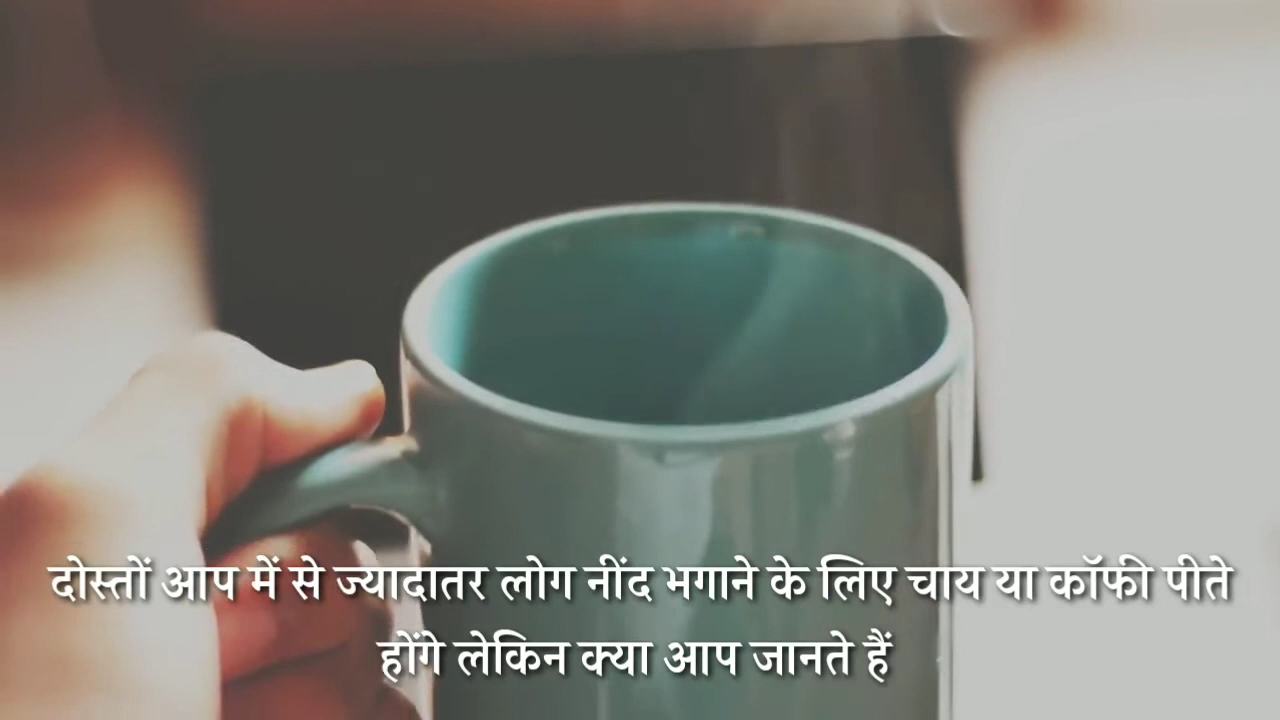 दोस्तों आप में से ज्यादातर लोग नींद भगाने के लिए चाय या कॉफी पीते
होंगे लेकिन क्या आप जानते हैं